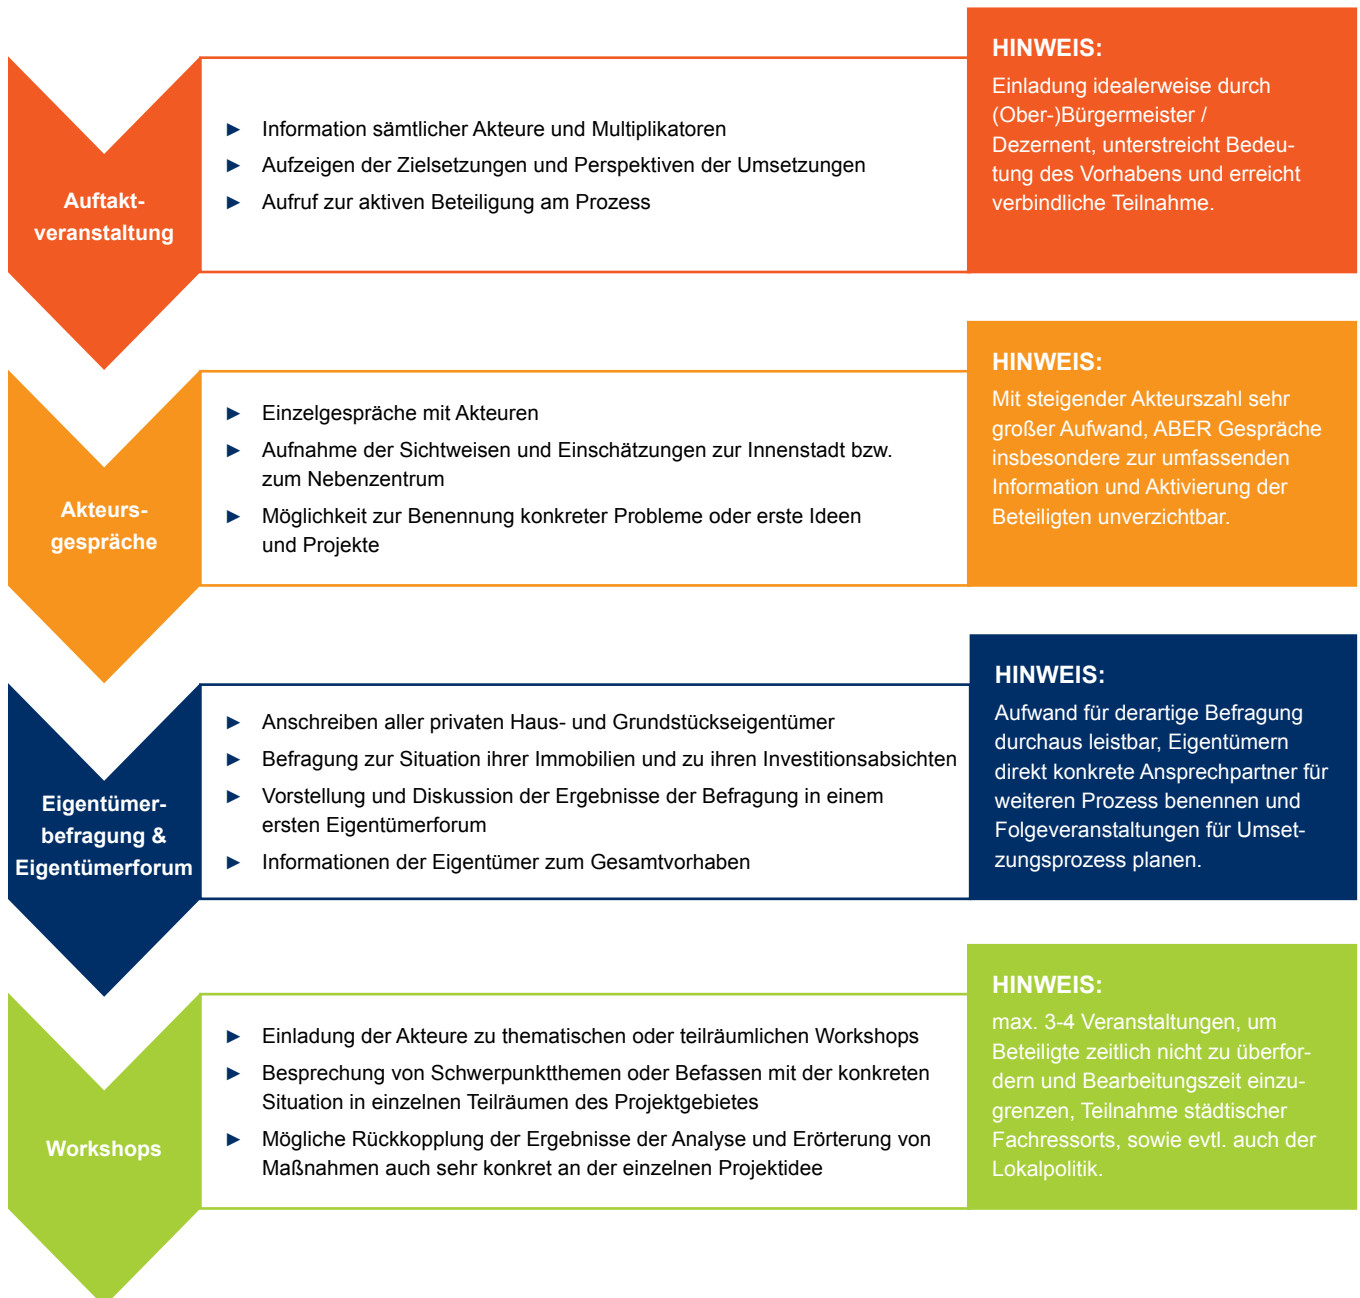 Auftakt-
veranstaltung
► Information sämtlicher Akteure und Multiplikatoren
► Aufzeigen der Zielsetzungen und Perspektiven der Umsetzungen
► Aufruf zur aktiven Beteiligung am Prozess
HINWEIS:
Einladung idealerweise durch
(Ober-)Bürgermeister /
Dezernent, unterstreicht Bedeu-
tung des Vorhabens und erreicht
verbindliche Teilnahme.
Akteurs-
gespräche
► Einzelgespräche mit Akteuren
► Aufnahme der Sichtweisen und Einschätzungen zur Innenstadt bzw.
zum Nebenzentrum
► Möglichkeit zur Benennung konkreter Probleme oder erste Ideen
und Projekte
HINWEIS:
Mit steigender Akteurszahl sehr
großer Aufwand, ABER Gespräche
insbesondere zur umfassenden
Information und Aktivierung der
Beteiligten unverzichtbar.
Eigentümer-
befragung &
Eigentümerforum
► Anschreiben aller privaten Haus- und Grundstückseigentümer
► Befragung zur Situation ihrer Immobilien und zu ihren Investitionsabsichten
► Vorstellung und Diskussion der Ergebnisse der Befragung in einem
ersten Eigentümerforum
► Informationen der Eigentümer zum Gesamtvorhaben
HINWEIS:
Aufwand für derartige Befragung
durchaus leistbar, Eigentümern
direkt konkrete Ansprechpartner für
weiteren Prozess benennen und
Folgeveranstaltungen für Umset-
zungsprozess planen.
Workshops
► Einladung der Akteure zu thematischen oder teilräumlichen Workshops
► Besprechung von Schwerpunktthemen oder Befassen mit der konkreten
Situation in einzelnen Teilräumen des Projektgebietes
► Mögliche Rückkopplung der Ergebnisse der Analyse und Erörterung von
Maßnahmen auch sehr konkret an der einzelnen Projektidee
HINWEIS:
max. 3-4 Veranstaltungen, um
Beteiligte zeitlich nicht zu überfor-
dern und Bearbeitungszeit einzu-
grenzen, Teilnahme städtischer
Fachressorts, sowie evtl. auch der
Lokalpolitik.